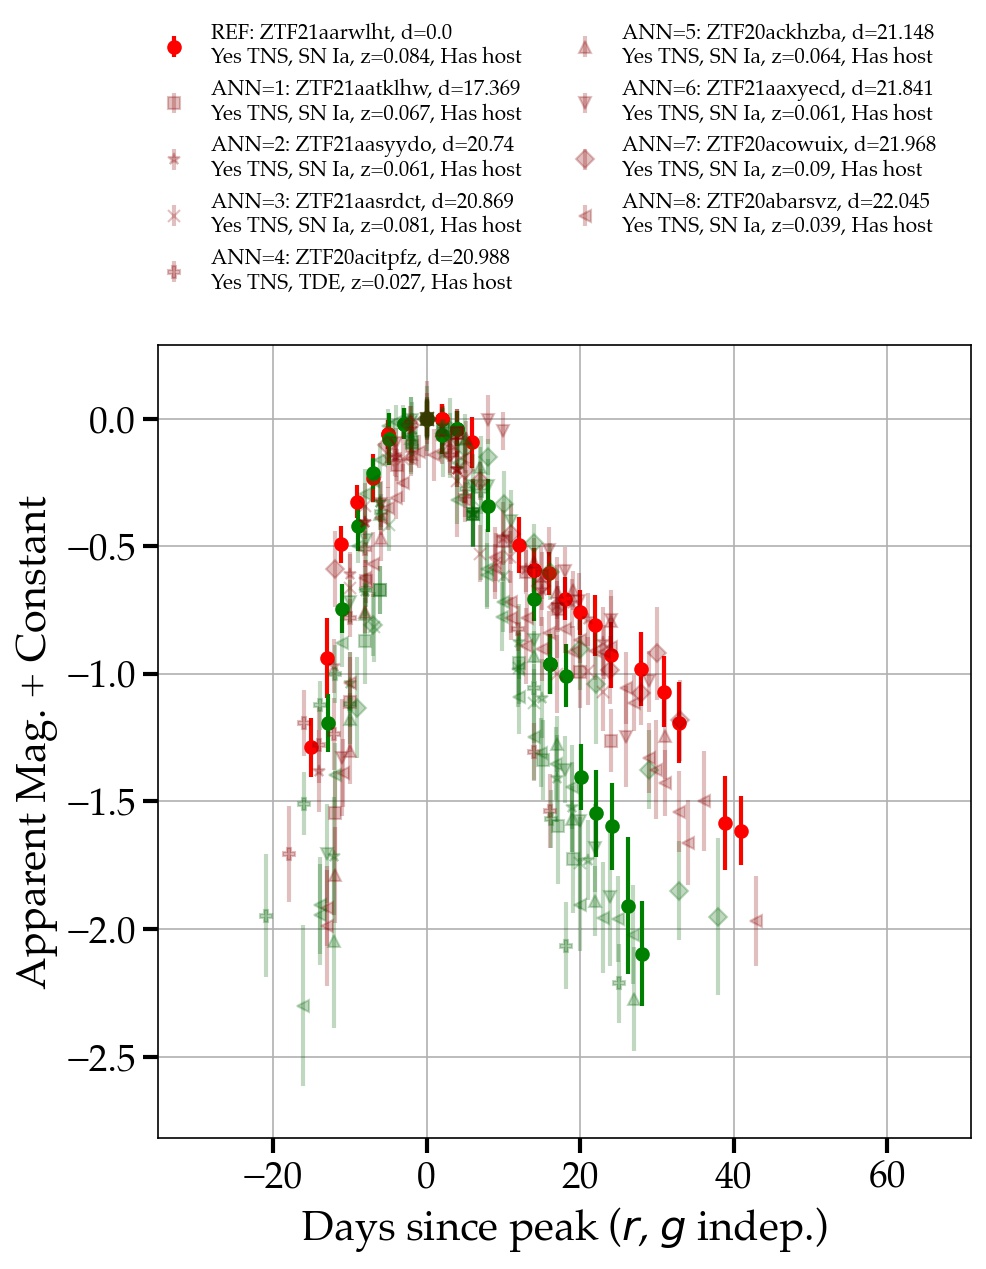 REF: ZTF21aarwlht, d=0.0
Yes TNS, SN Ia, z=0.084, Has host
ANN=1: ZTF21aatklhw, d=17.369
Yes TNS, SN Ia, z=0.067, Has host
ANN=2: ZTF21aasyydo, d=20.74
Yes TNS, SN Ia, z=0.061, Has host
ANN=3: ZTF21aasrdct, d=20.869
Yes TNS, SN Ia, z=0.081, Has host
ANN=4: ZTF20acitpfz, d=20.988
Yes TNS, TDE, z=0.027, Has host
ANN=5: ZTF20ackhzba, d=21.148
Yes TNS, SN Ia, z=0.064, Has host
ANN=6: ZTF21aaxyecd, d=21.841
Yes TNS, SN Ia, z=0.061, Has host
ANN=7: ZTF20acowuix, d=21.968
Yes TNS, SN Ia, z=0.09, Has host
ANN=8: ZTF20abarsvz, d=22.045
Yes TNS, SN Ia, z=0.039, Has host
Apparent Mag. + Constant
0.0
−0.5
−1.0
−1.5
−2.0
−2.5
−20 0 20 40 60
Days since peak (r, g indep.)